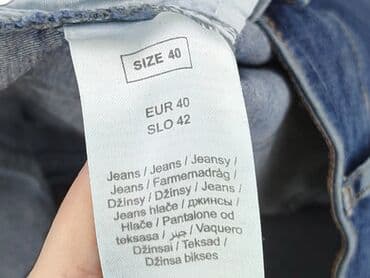 SIZE 40
EUR 40
SLO 42
Jeans / Jeans / Jeansy /
Jeans / Farmernadrág /
Džínsy / Džínsy / Jeans /
Jeans hlače / джинсы /
Hlače / Pantalone od
teksasa / جينز / Vaquero
Džinsai / Teksad /
Džinsa bikses